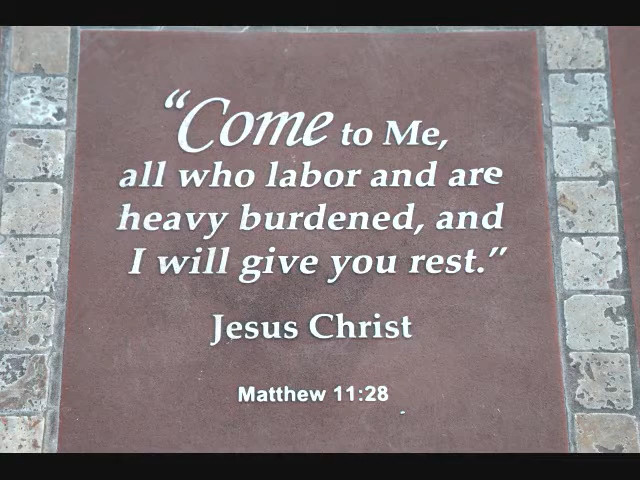 “Come to Me,
all who labor and are
heavy burdened, and
I will give you rest.”
Jesus Christ
Matthew 11:28